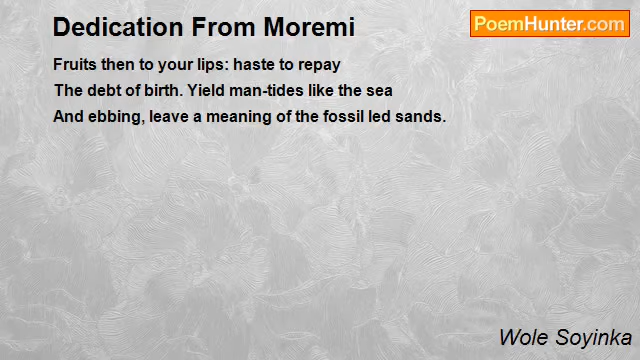 Dedication From Moremi
PoemHunter.com
Fruits then to your lips: haste to repay
The debt of birth. Yield man-tides like the sea
And ebbing, leave a meaning of the fossil led sands.
Wole Soyinka